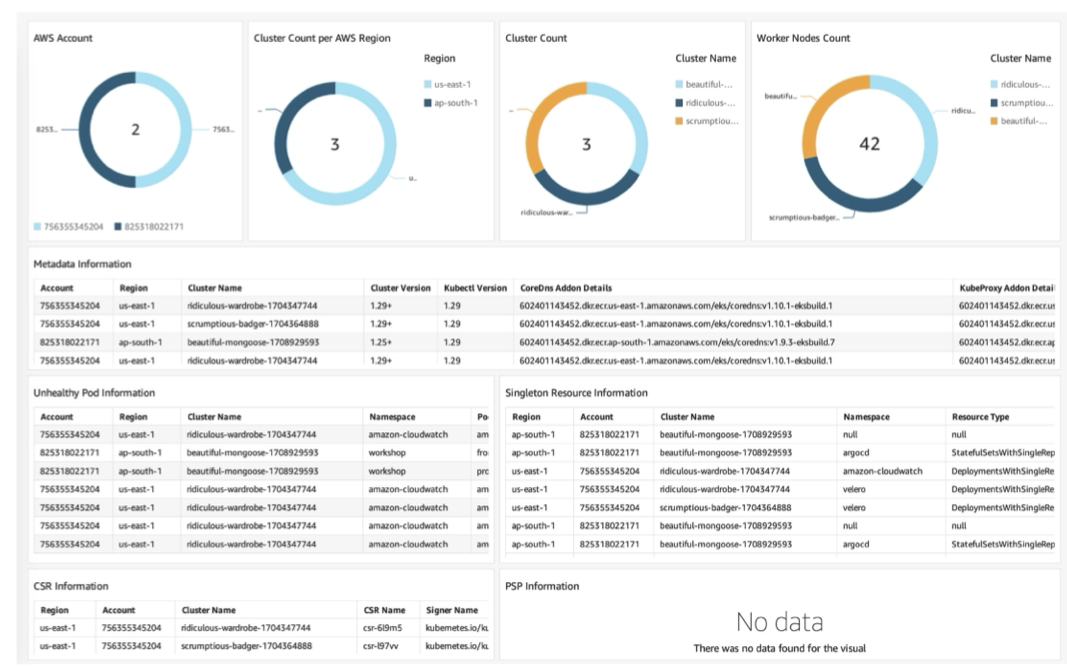 AWS Account
2
8253...
7563...
756355345204 825318022171
Cluster Count per AWS Region
Region
us-east-1
ap-south-1
3
u...
Cluster Count
Cluster Name
beautiful-...
ridiculous-...
scrumptiou...
3
ridiculous-war...
Worker Nodes Count
Cluster Name
ridiculous-...
scrumptiou...
beautiful-...
beautifu...
ridicu...
42
scrumptious-badger...
Metadata Information
Account Region Cluster Name Cluster Version Kubectl Version CoreDns Addon Details KubeProxy Addon Detai
756355345204 us-east-1 ridiculous-wardrobe-1704347744 1.29+ 1.29 602401143452.dkr.ecr.us-east-1.amazonaws.com/eks/coredns:v1.10.1-eksbuild.1 602401143452.dkr.ecr.us
756355345204 us-east-1 scrumptious-badger-1704364888 1.29+ 1.29 602401143452.dkr.ecr.us-east-1.amazonaws.com/eks/coredns:v1.10.1-eksbuild.1 602401143452.dkr.ecr.us
825318022171 ap-south-1 beautiful-mongoose-1708929593 1.25+ 1.29 602401143452.dkr.ecr.ap-south-1.amazonaws.com/eks/coredns:v1.9.3-eksbuild.7 602401143452.dkr.ecr.ap
756355345204 us-east-1 ridiculous-wardrobe-1704347744 1.29+ 1.29 602401143452.dkr.ecr.us-east-1.amazonaws.com/eks/coredns:v1.10.1-eksbuild.1 602401143452.dkr.ecr.us
Unhealthy Pod Information
Account Region Cluster Name Namespace Po
756355345204 us-east-1 ridiculous-wardrobe-1704347744 amazon-cloudwatch am
825318022171 ap-south-1 beautiful-mongoose-1708929593 workshop fro
825318022171 ap-south-1 beautiful-mongoose-1708929593 workshop prc
756355345204 us-east-1 ridiculous-wardrobe-1704347744 amazon-cloudwatch am
756355345204 us-east-1 ridiculous-wardrobe-1704347744 amazon-cloudwatch am
756355345204 us-east-1 ridiculous-wardrobe-1704347744 amazon-cloudwatch am
756355345204 us-east-1 ridiculous-wardrobe-1704347744 amazon-cloudwatch am
Singleton Resource Information
Region Account Cluster Name Namespace Resource Type
ap-south-1 825318022171 beautiful-mongoose-1708929593 null null
ap-south-1 825318022171 beautiful-mongoose-1708929593 argocd StatefulSetsWithSingleRep
us-east-1 756355345204 ridiculous-wardrobe-1704347744 amazon-cloudwatch DeploymentsWithSingleRe
us-east-1 756355345204 ridiculous-wardrobe-1704347744 velero DeploymentsWithSingleRe
us-east-1 756355345204 scrumptious-badger-1704364888 velero DeploymentsWithSingleRe
ap-south-1 825318022171 beautiful-mongoose-1708929593 null null
ap-south-1 825318022171 beautiful-mongoose-1708929593 argocd StatefulSetsWithSingleRep
CSR Information
Region Account Cluster Name CSR Name Signer Name
us-east-1 756355345204 ridiculous-wardrobe-1704347744 csr-6l9m5 kubernetes.io/ku
us-east-1 756355345204 scrumptious-badger-1704364888 csr-l97vv kubernetes.io/ku
PSP Information
No data
There was no data found for the visual